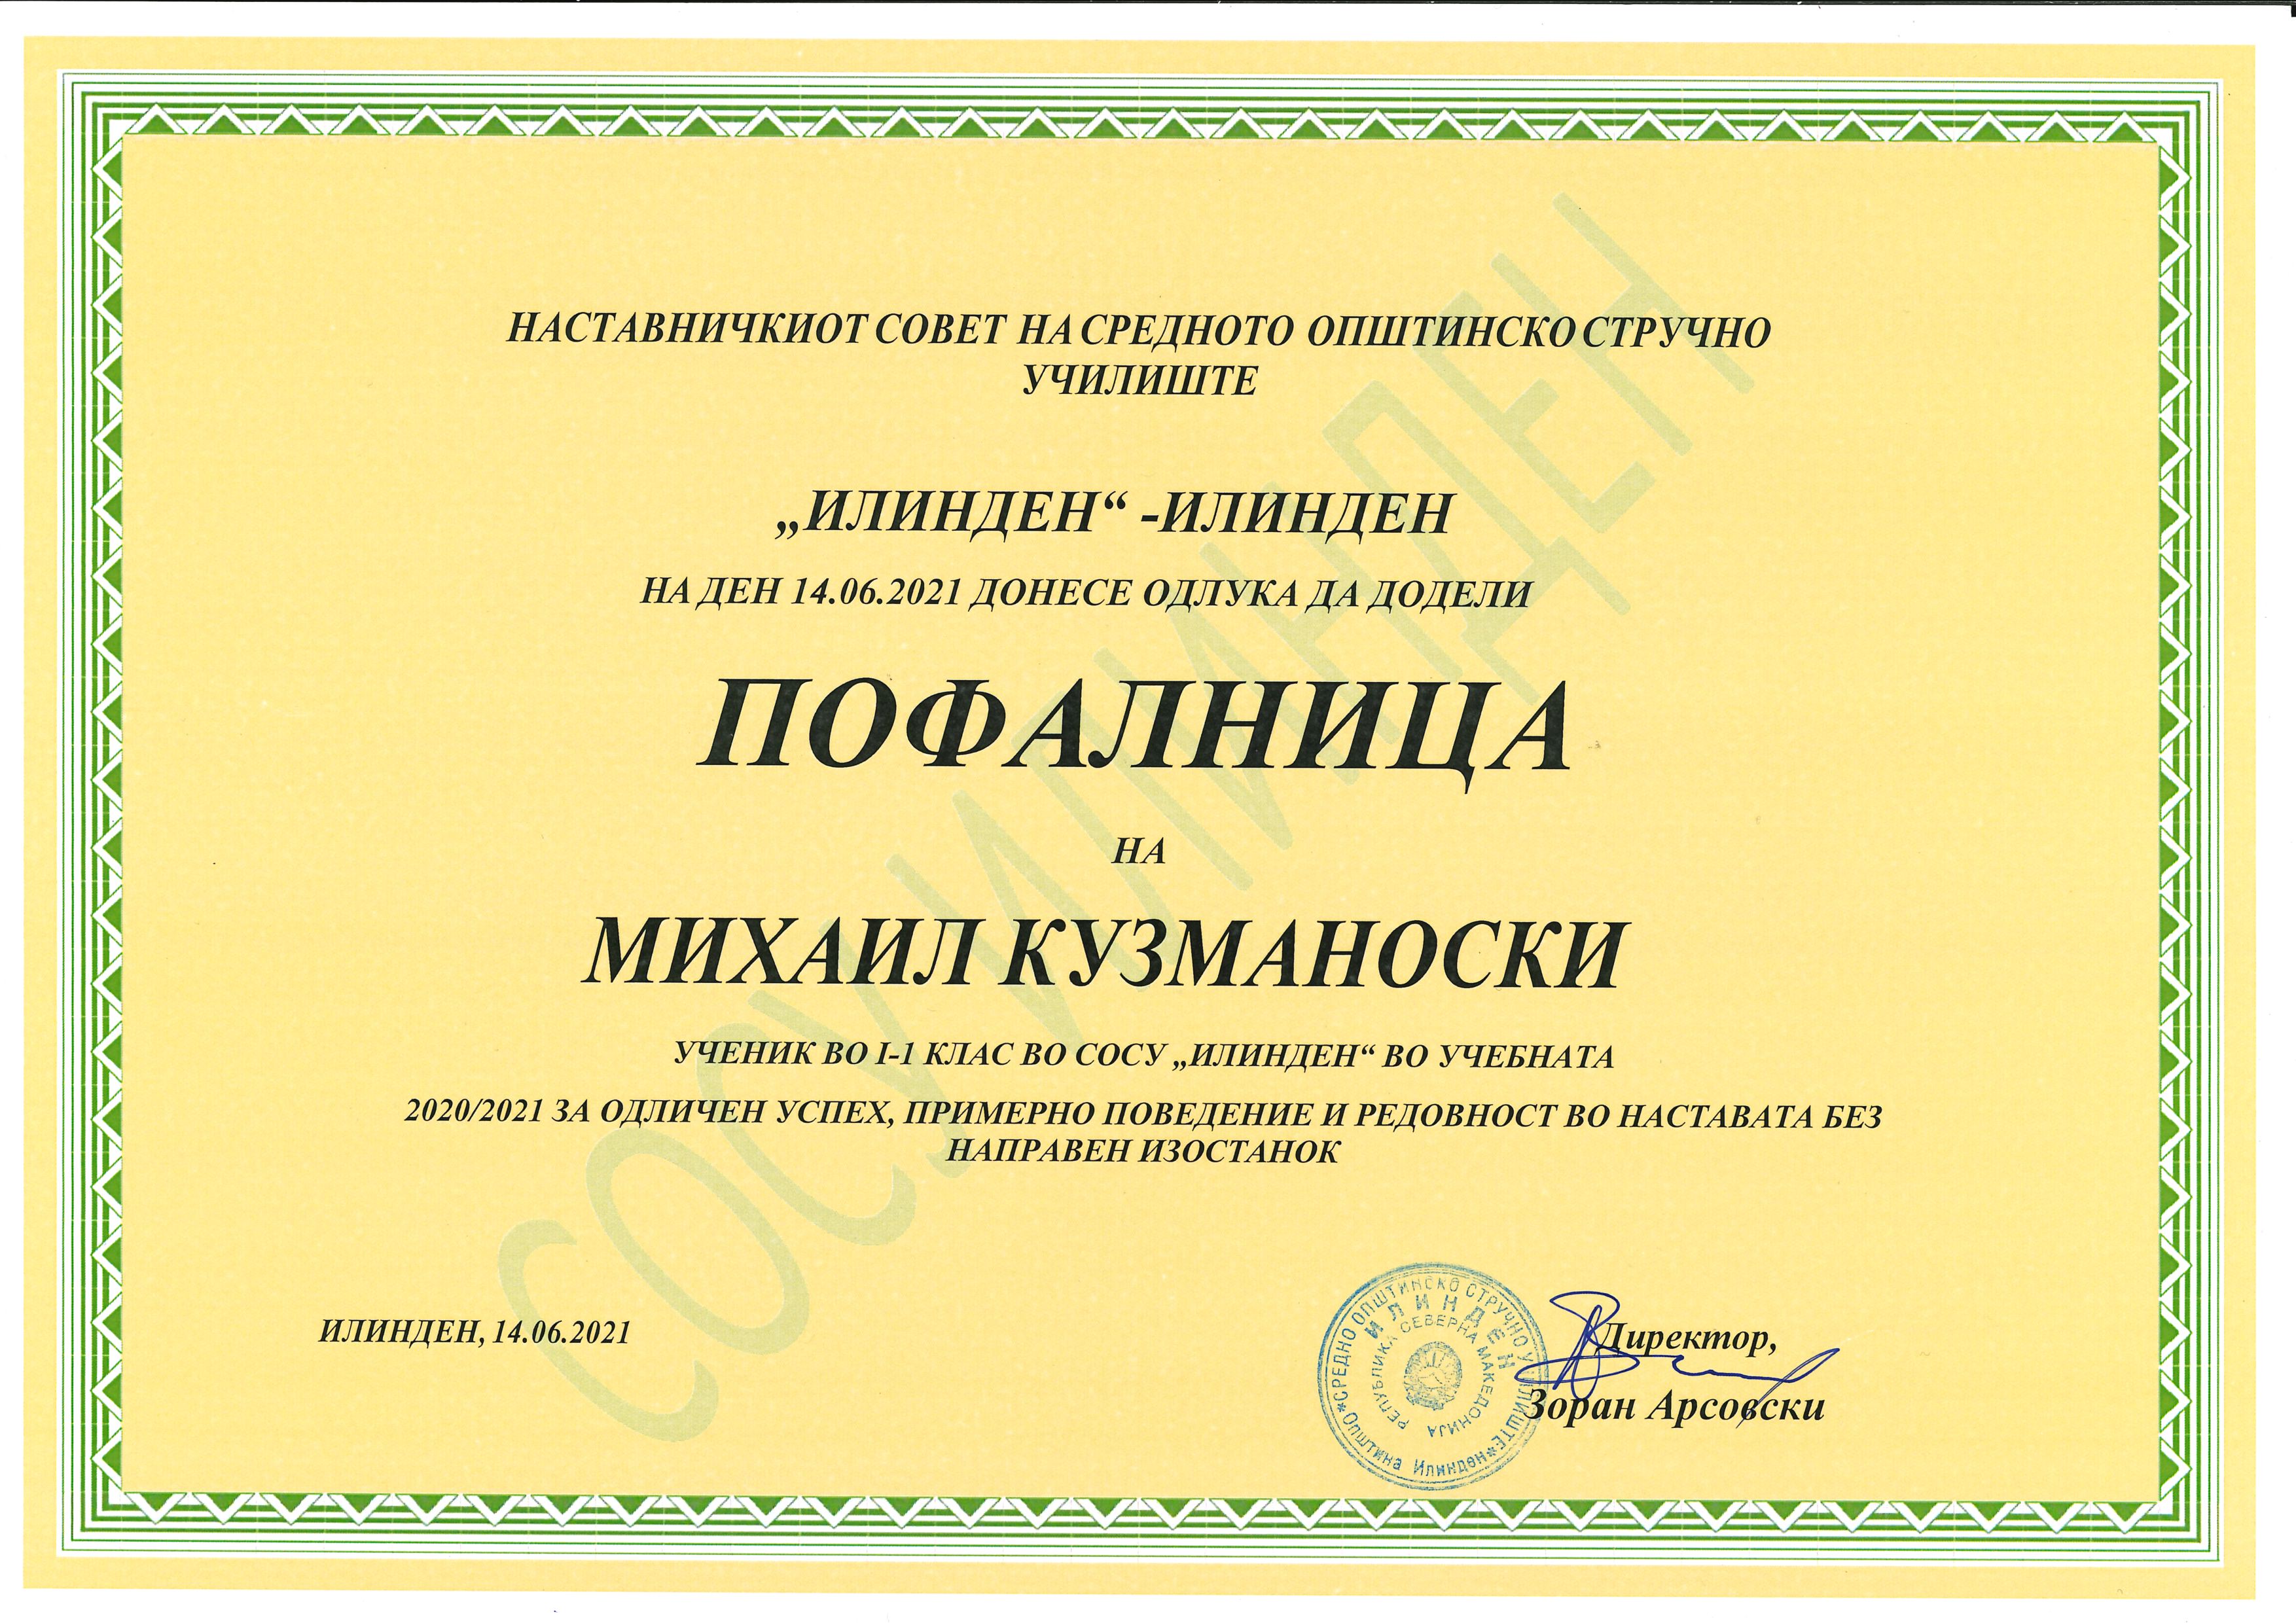 НАСТАВНИЧКИОТ СОВЕТ НА СРЕДНОТО ОПШТИНСКО СТРУЧНО
УЧИЛИШТЕ
„ИЛИНДЕН“ -ИЛИНДЕН
НА ДЕН 14.06.2021 ДОНЕСЕ ОДЛУКА ДА ДОДЕЛИ
ПОФАЛНИЦА
НА
МИХАИЛ КУЗМАНОСКИ
УЧЕНИК ВО I-1 КЛАС ВО СОСУ „ИЛИНДЕН“ ВО УЧЕБНАТА
2020/2021 ЗА ОДЛИЧЕН УСПЕХ, ПРИМЕРНО ПОВЕДЕНИЕ И РЕДОВНОСТ ВО НАСТАВАТА БЕЗ
НАПРАВЕН ИЗОСТАНОК
ИЛИНДЕН, 14.06.2021
Директор,
Зоран Арсовски
СОСУ ИЛИНДЕН
*СРЕДНО ОПШТИНСКО СТРУЧНО УЧИЛИШТЕ*
ИЛИНДЕН
РЕПУБЛИКА СЕВЕРНА МАКЕДОНИЈА
Општина Илинден